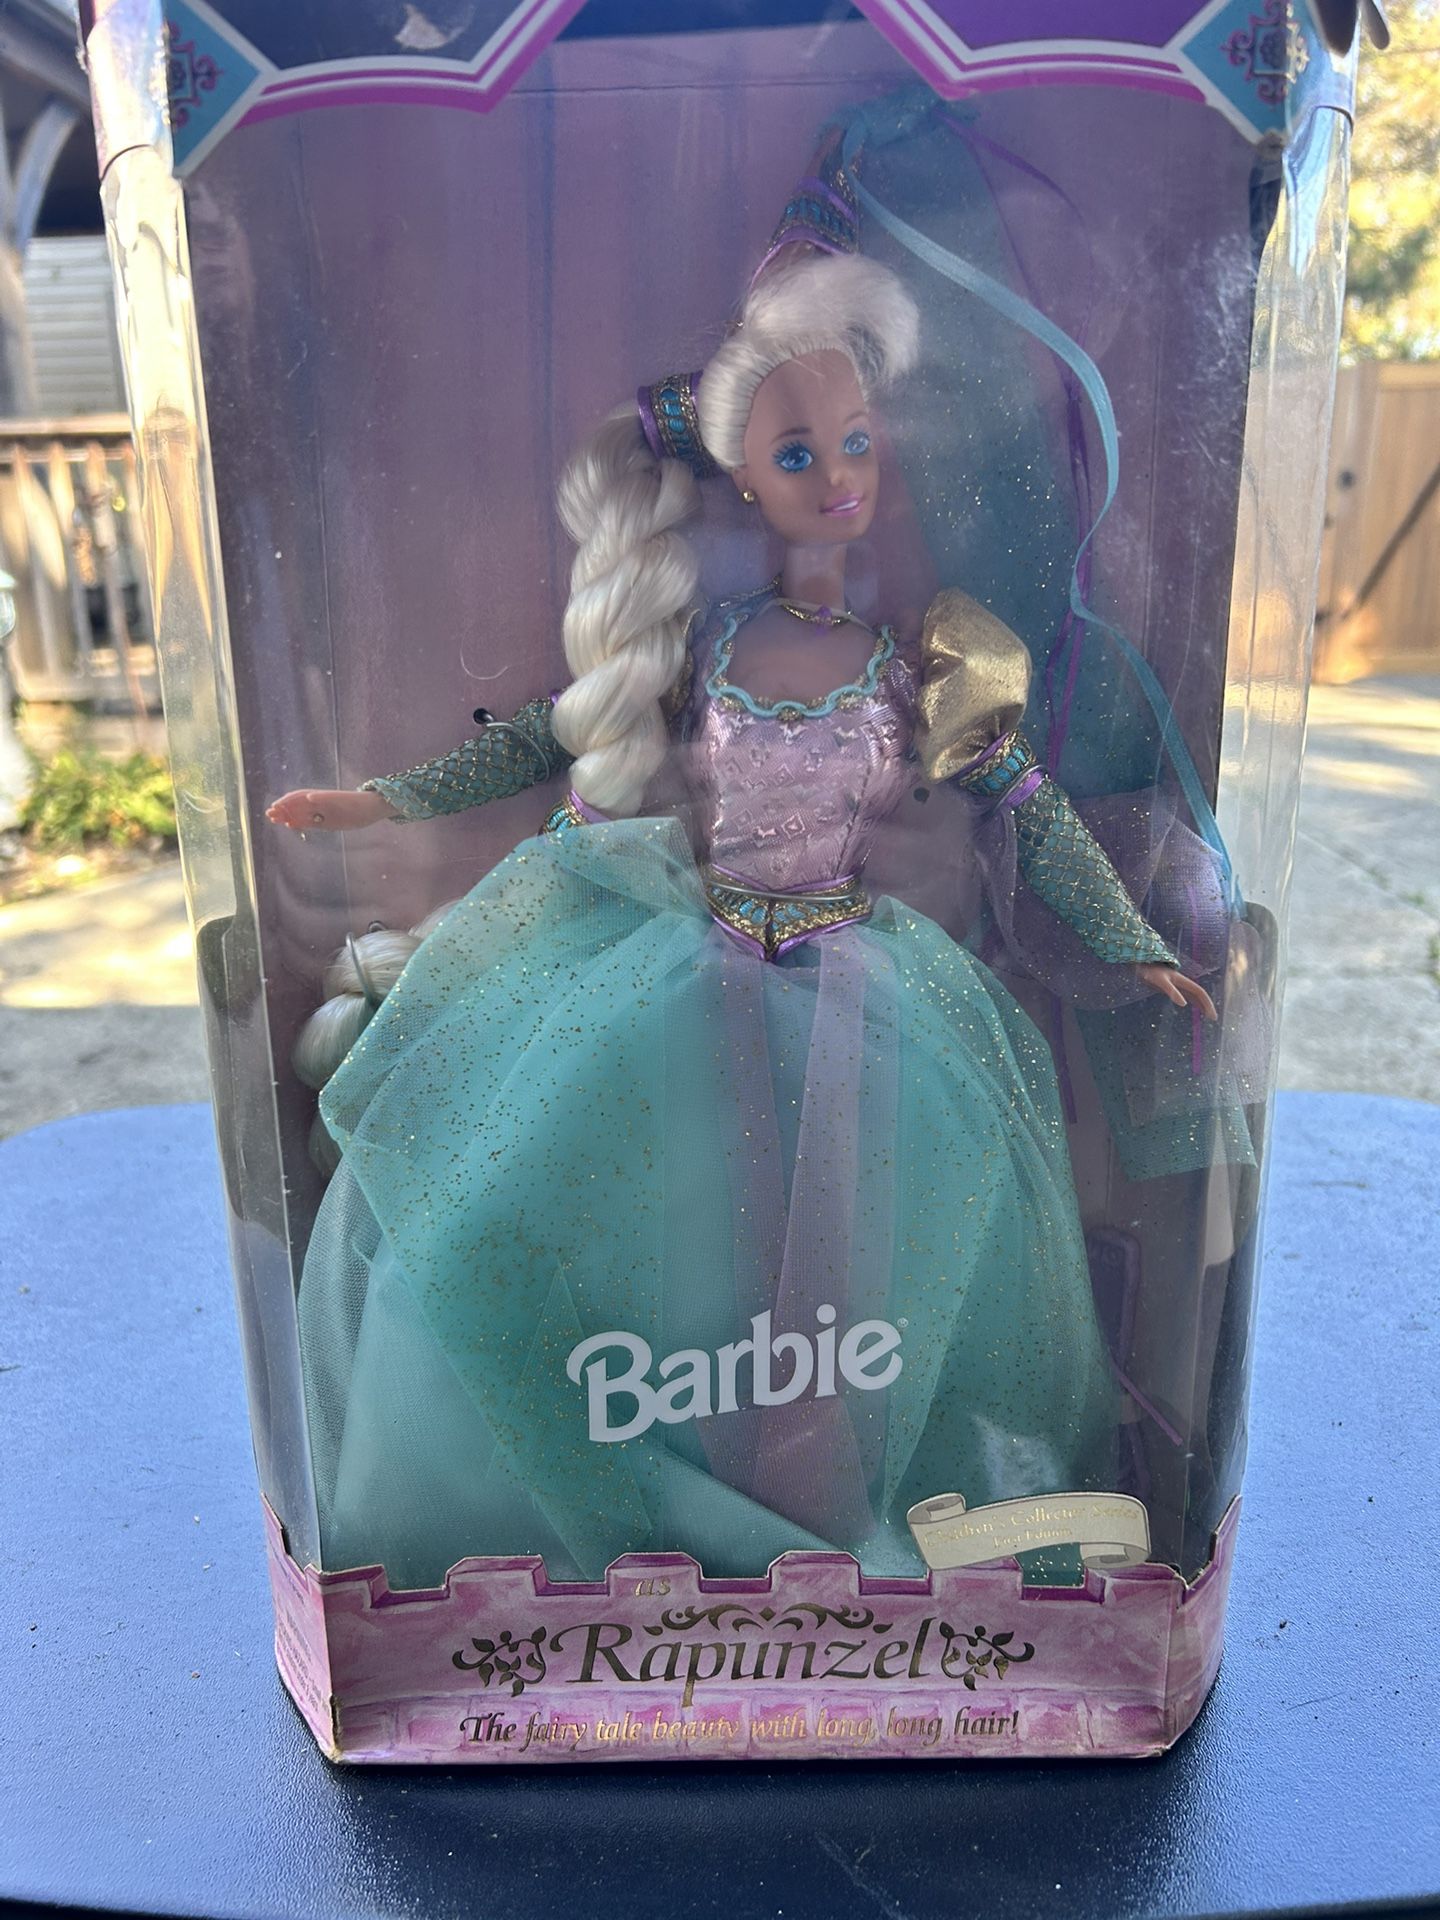 Barbie®
Children's Collector Series
First Edition
as
Rapunzel
The fairy tale beauty with long, long hair!